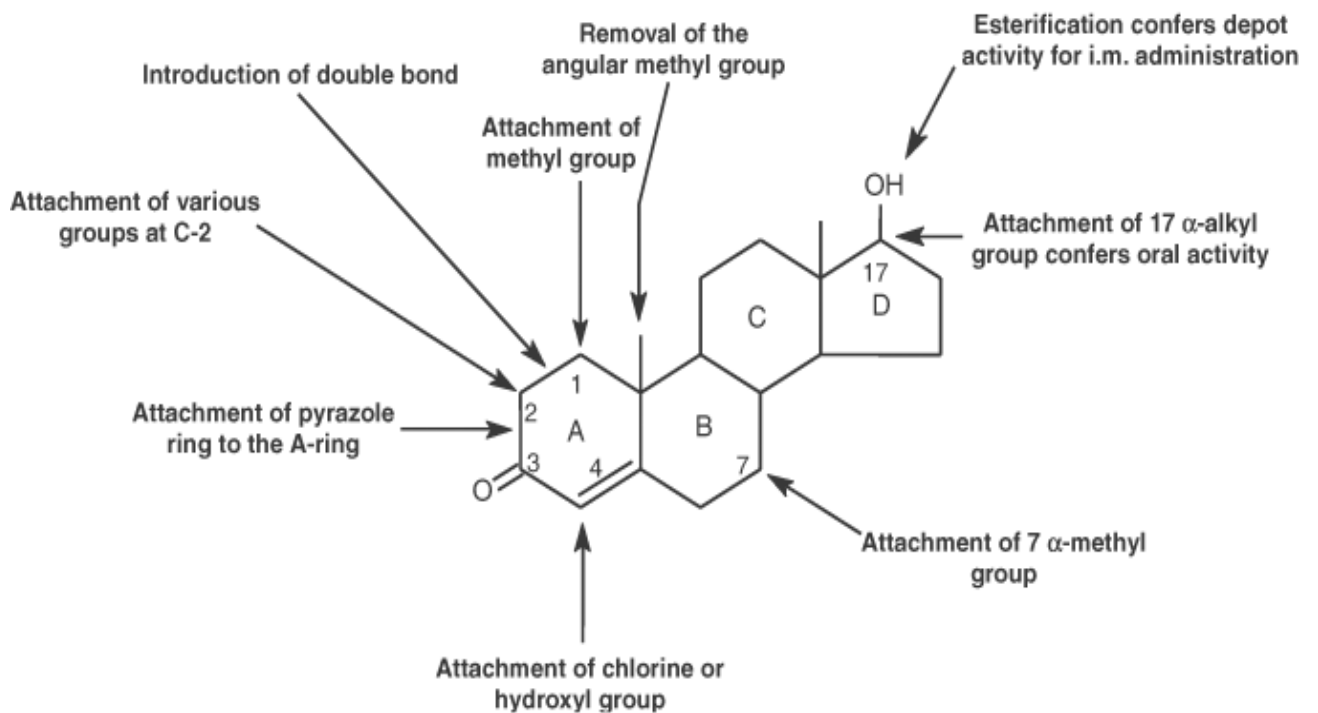 Removal of the
angular methyl group
Esterification confers depot
activity for i.m. administration
Introduction of double bond
Attachment of
methyl group
OH
Attachment of various
groups at C-2
Attachment of 17 α-alkyl
group confers oral activity
17
D
C
1
2
Attachment of pyrazole
ring to the A-ring
A
B
3
4
7
O
Attachment of 7 α-methyl
group
Attachment of chlorine or
hydroxyl group